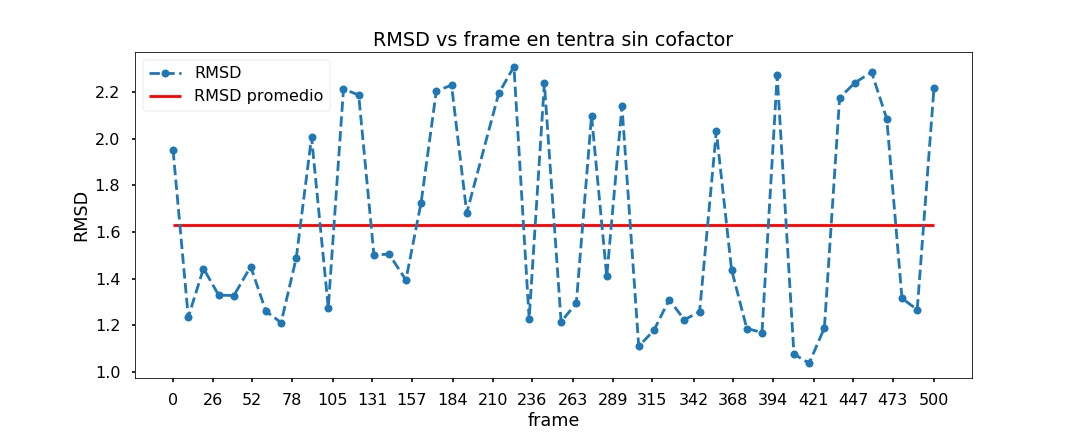 RMSD vs frame en tentra sin cofactor
RMSD
RMSD promedio
2.2
2.0
1.8
1.6
1.4
1.2
1.0
RMSD
0 26 52 78 105 131 157 184 210 236 263 289 315 342 368 394 421 447 473 500
frame